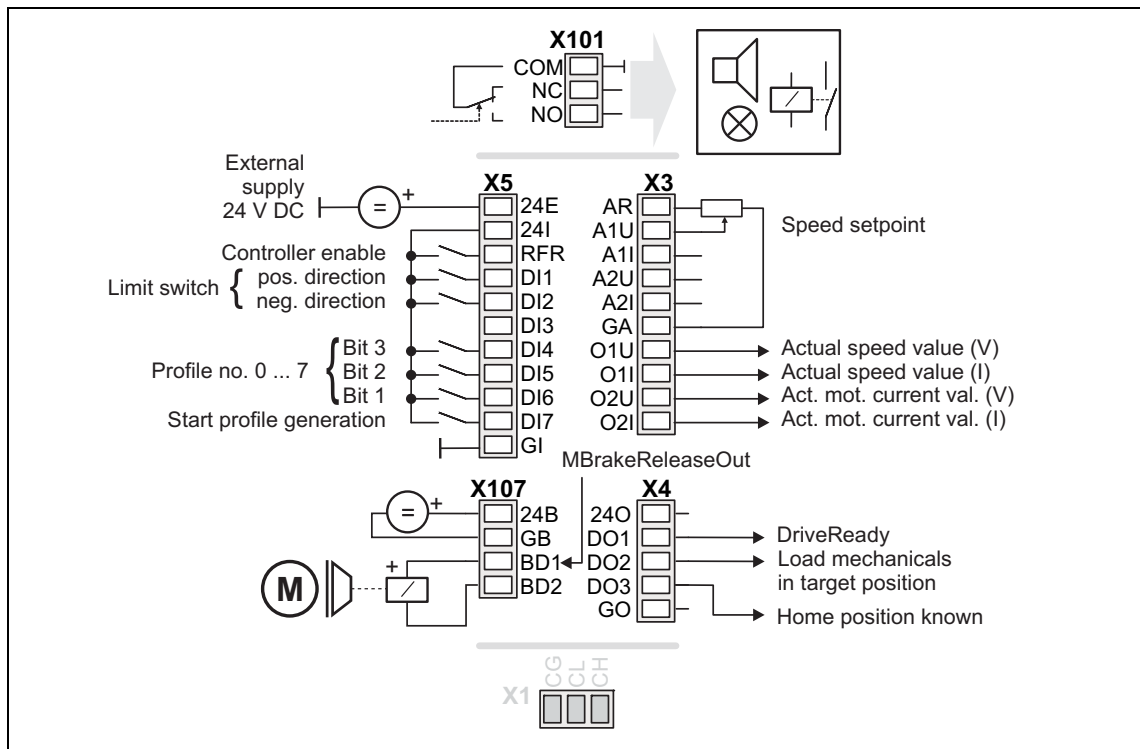 X101
COM
NC
NO
External
supply
24 V DC
=
+
X5
24E
24I
RFR
DI1
DI2
DI3
DI4
DI5
DI6
DI7
GI
Controller enable
Limit switch { pos. direction
neg. direction
Profile no. 0 ... 7 { Bit 3
Bit 2
Bit 1
Start profile generation
X3
AR
A1U
A1I
A2U
A2I
GA
O1U
O1I
O2U
O2I
Speed setpoint
Actual speed value (V)
Actual speed value (I)
Act. mot. current val. (V)
Act. mot. current val. (I)
MBrakeReleaseOut
X107
=
+
24B
GB
BD1
BD2
M
+
X4
24O
DO1
DO2
DO3
GO
DriveReady
Load mechanicals
in target position
Home position known
X1
CG
CL
CH